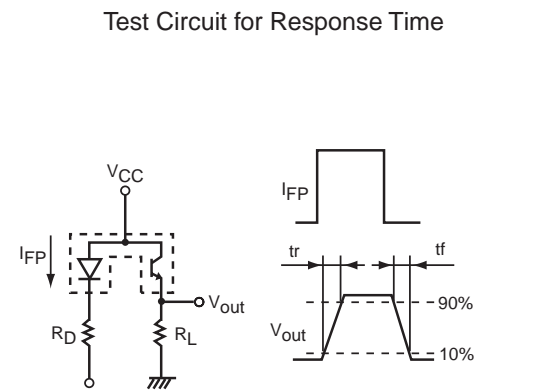 Test Circuit for Response Time
VCC
IFP
RD
RL
Vout
IFP
tr
tf
90%
Vout
10%